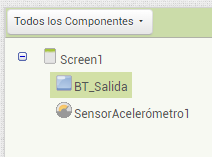 Todos los Componentes
Screen1
BT_Salida
SensorAcelerómetro1